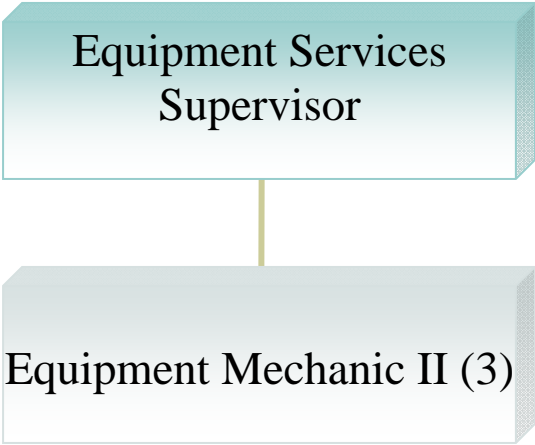 Equipment Services
Supervisor
Equipment Mechanic II (3)